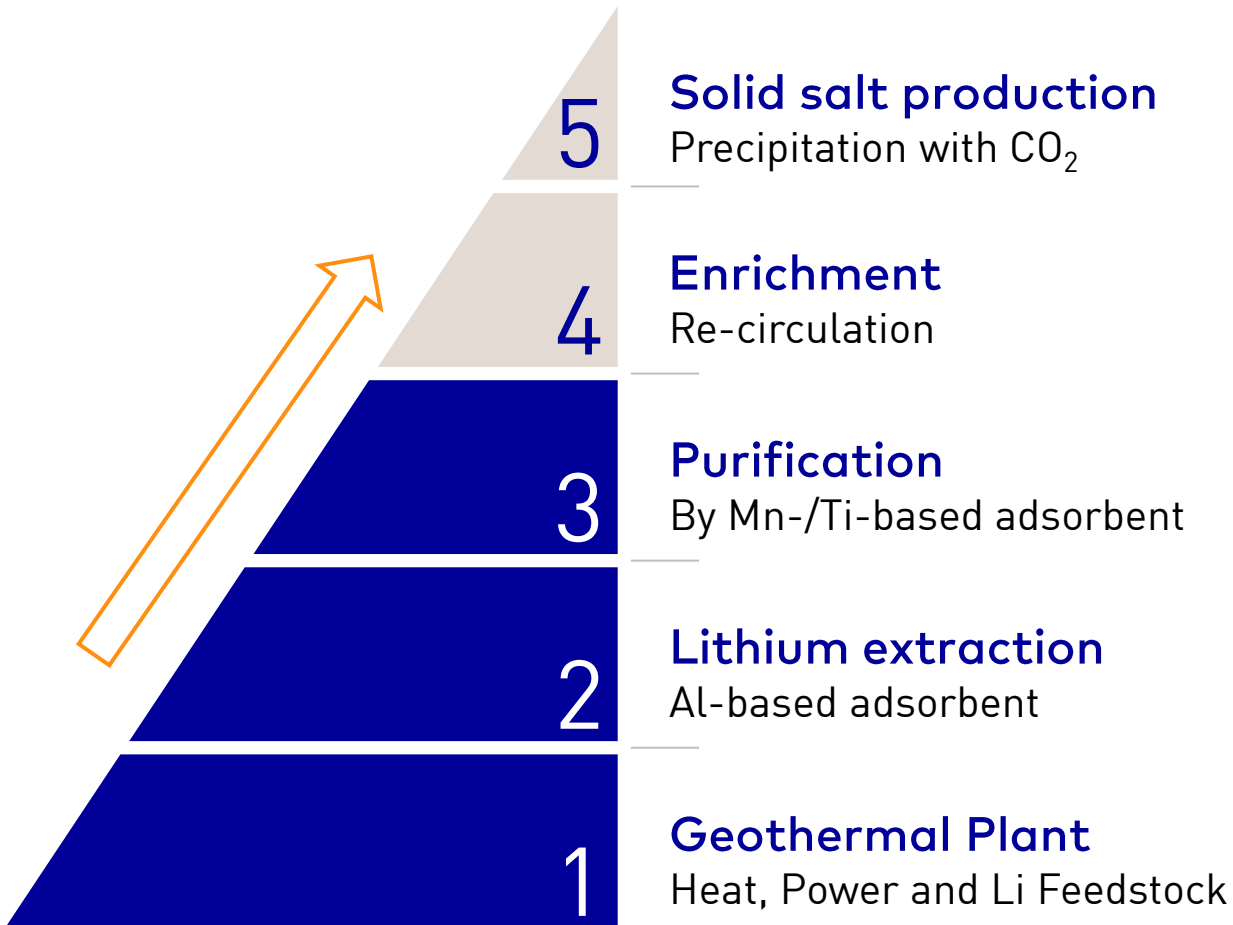 5
Solid salt production
Precipitation with CO₂
4
Enrichment
Re-circulation
3
Purification
By Mn-/Ti-based adsorbent
2
Lithium extraction
Al-based adsorbent
1
Geothermal Plant
Heat, Power and Li Feedstock